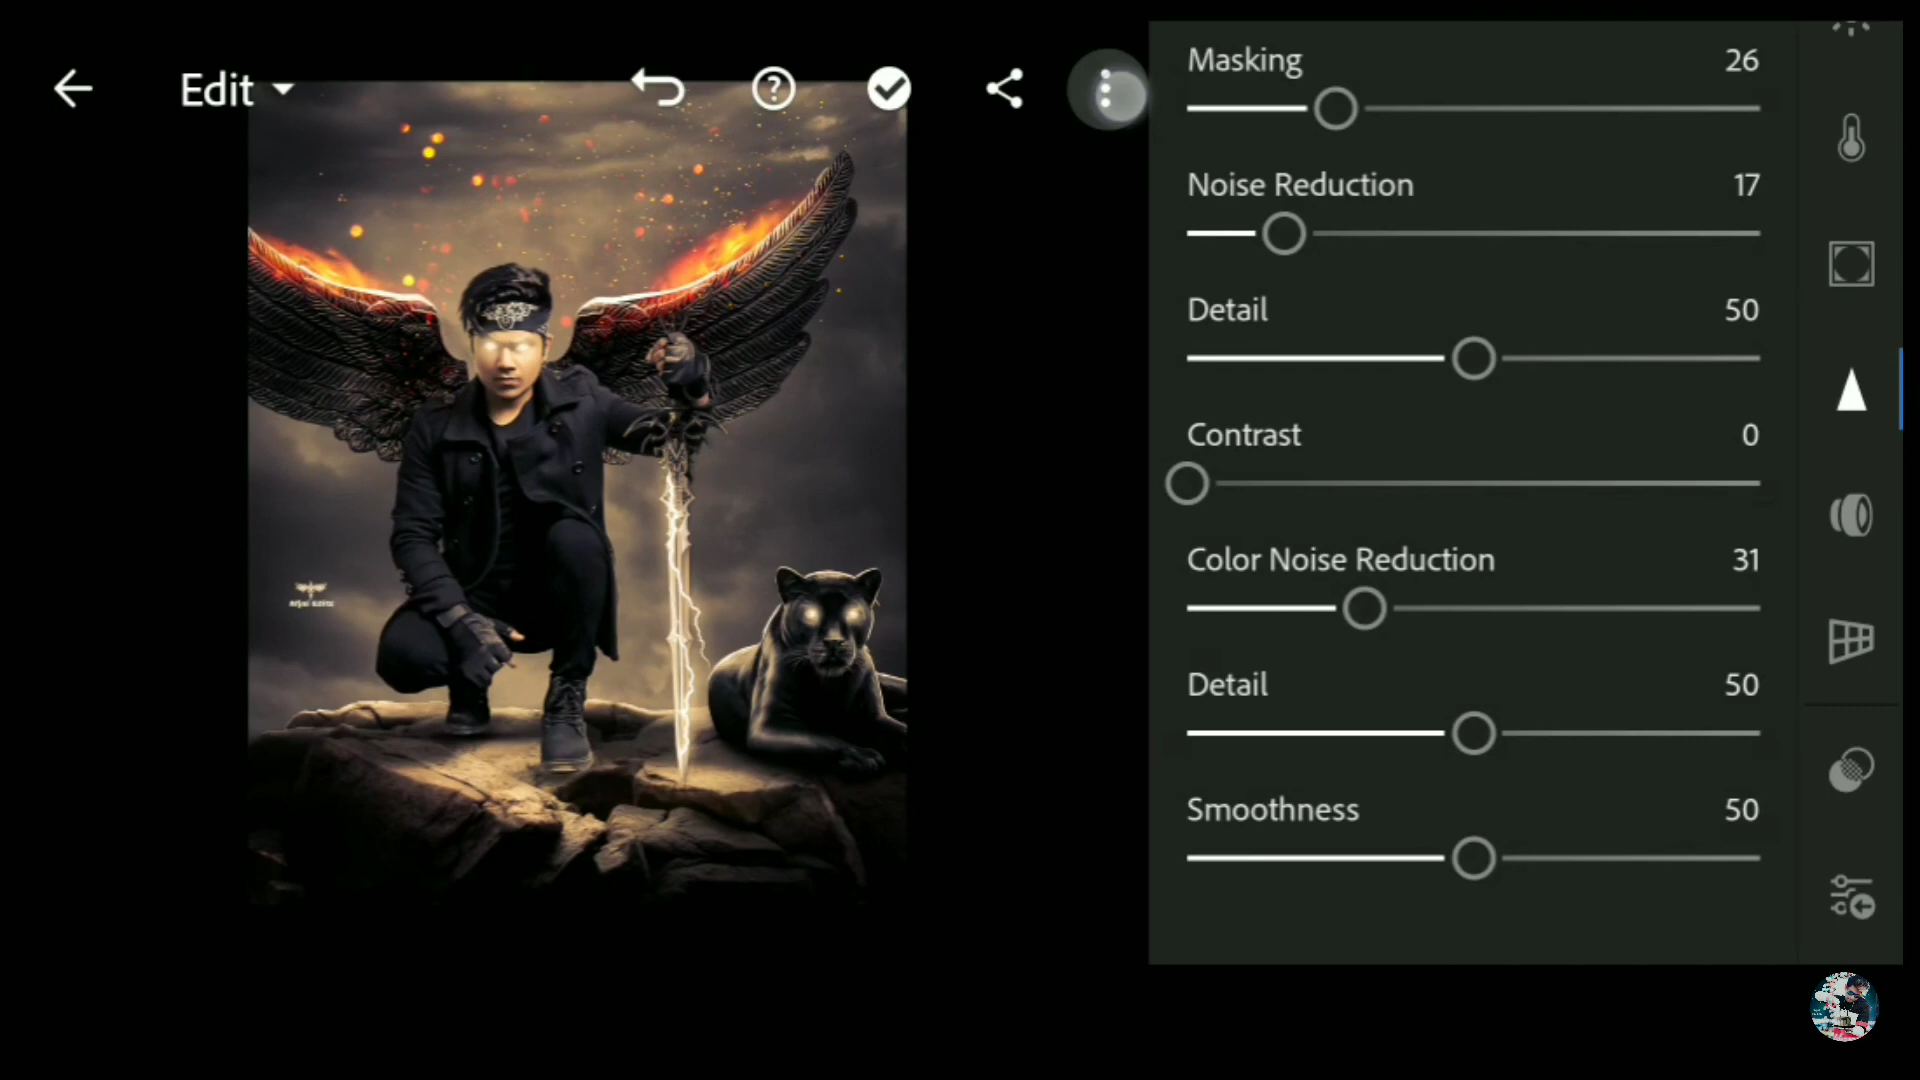 Edit
Masking 26
Noise Reduction 17
Detail 50
Contrast 0
Color Noise Reduction 31
Detail 50
Smoothness 50